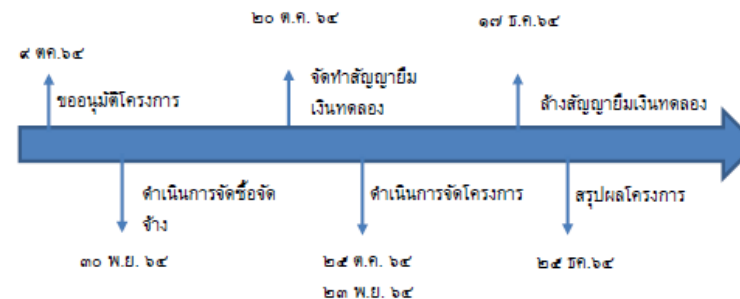 ๒๐ ต.ค. ๖๔
๑๗ ธ.ค.๖๔
๙ ตค.๖๔
ขออนุมัติโครงการ
จัดทำสัญญายืม
เงินทดลอง
ล้างสัญญายืมเงินทดลอง
ดำเนินการจัดซื้อจัด
จ้าง
ดำเนินการจัดโครงการ
สรุปผลโครงการ
๓๐ พ.ย. ๖๔
๒๕ ต.ค. ๖๔
๒๓ พ.ย. ๖๔
๒๕ ธค.๖๔